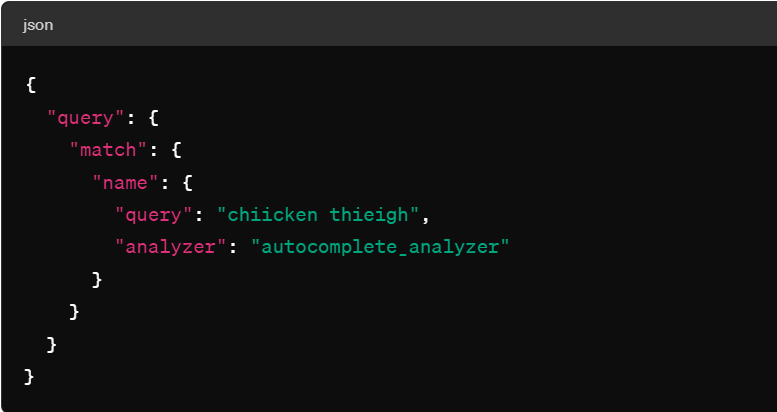 json
{
  "query": {
    "match": {
      "name": {
        "query": "chiicken thieigh",
        "analyzer": "autocomplete_analyzer"
      }
    }
  }
}